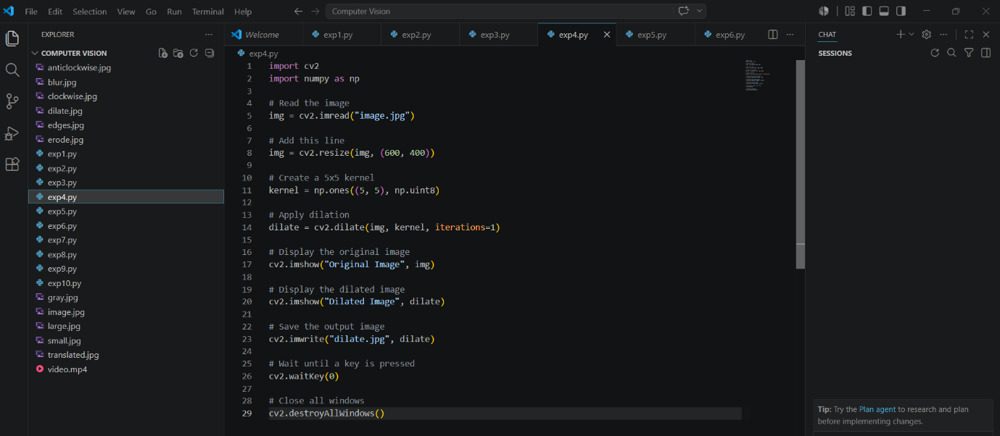 File Edit Selection View Go Run Terminal Help
Computer Vision
EXPLORER
COMPUTER VISION
anticlockwise.jpg
blur.jpg
clockwise.jpg
dilate.jpg
edges.jpg
erode.jpg
exp1.py
exp2.py
exp3.py
exp4.py
exp5.py
exp6.py
exp7.py
exp8.py
exp9.py
exp10.py
gray.jpg
image.jpg
large.jpg
small.jpg
translated.jpg
video.mp4
Welcome exp1.py exp2.py exp3.py exp4.py exp5.py exp6.py
exp4.py
1 import cv2
2 import numpy as np
3
4 # Read the image
5 img = cv2.imread("image.jpg")
6
7 # Add this line
8 img = cv2.resize(img, (600, 400))
9
10 # Create a 5x5 kernel
11 kernel = np.ones((5, 5), np.uint8)
12
13 # Apply dilation
14 dilate = cv2.dilate(img, kernel, iterations=1)
15
16 # Display the original image
17 cv2.imshow("Original Image", img)
18
19 # Display the dilated image
20 cv2.imshow("Dilated Image", dilate)
21
22 # Save the output image
23 cv2.imwrite("dilate.jpg", dilate)
24
25 # Wait until a key is pressed
26 cv2.waitKey(0)
27
28 # Close all windows
29 cv2.destroyAllWindows()
CHAT
SESSIONS
Tip: Try the Plan agent to research and plan
before implementing changes.